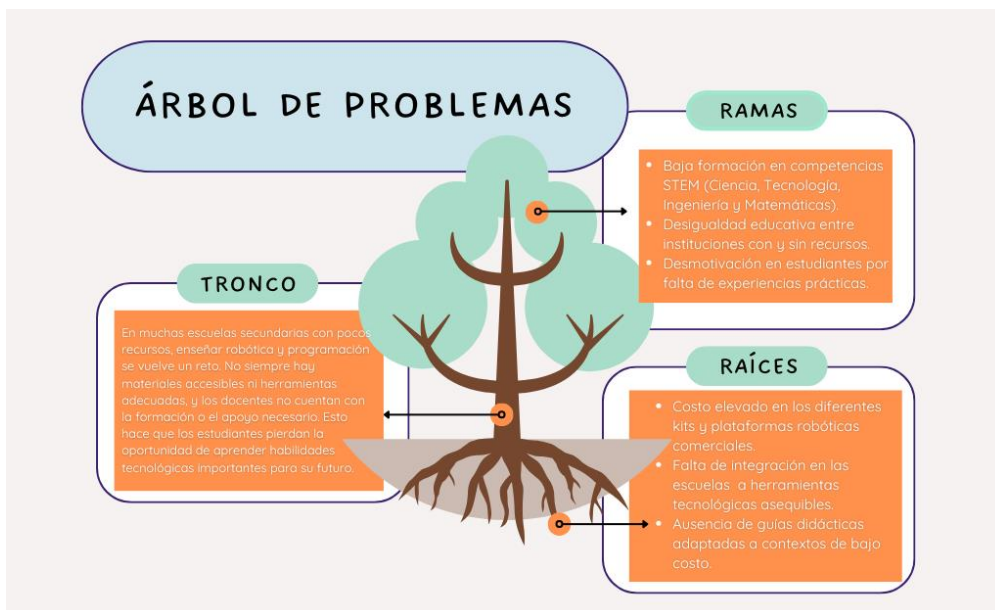 ÁRBOL DE PROBLEMAS
RAMAS
• Baja formación en competencias
STEM (Ciencia, Tecnología,
Ingeniería y Matemáticas).
• Desigualdad educativa entre
instituciones con y sin recursos.
• Desmotivación en estudiantes por
falta de experiencias prácticas.
TRONCO
En muchas escuelas secundarias con pocos
recursos, enseñar robótica y programación
se vuelve un reto. No siempre hay
materiales accesibles ni herramientas
adecuadas, y los docentes no cuentan con
la formación o el apoyo necesario. Esto
hace que los estudiantes pierdan la
oportunidad de aprender habilidades
tecnológicas importantes para su futuro.
RAÍCES
• Costo elevado en los diferentes
kits y plataformas robóticas
comerciales.
• Falta de integración en las
escuelas a herramientas
tecnológicas asequibles.
• Ausencia de guías didácticas
adaptadas a contextos de bajo
costo.